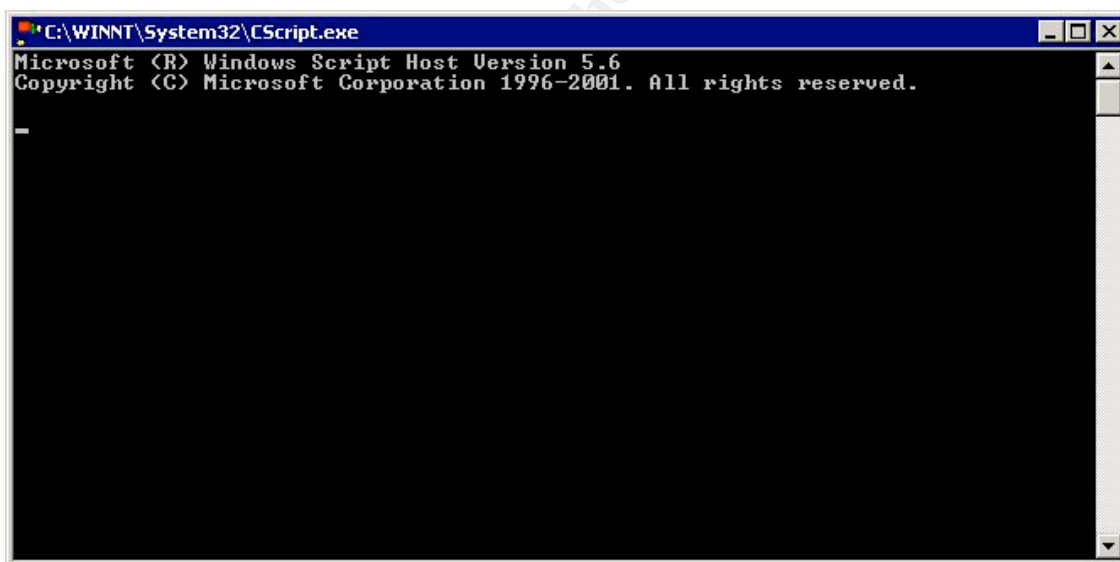 C:\WINNT\System32\CScript.exe
Microsoft (R) Windows Script Host Version 5.6
Copyright (C) Microsoft Corporation 1996-2001. All rights reserved.